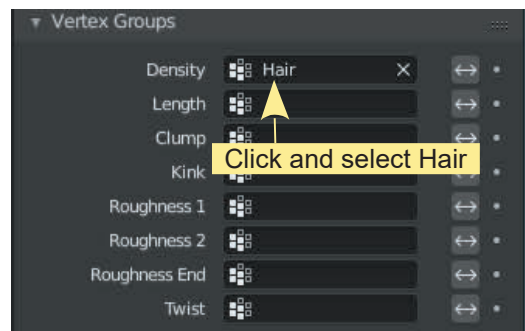 Vertex Groups
Density Hair
Length
Clump
Click and select Hair
Kink
Roughness 1
Roughness 2
Roughness End
Twist